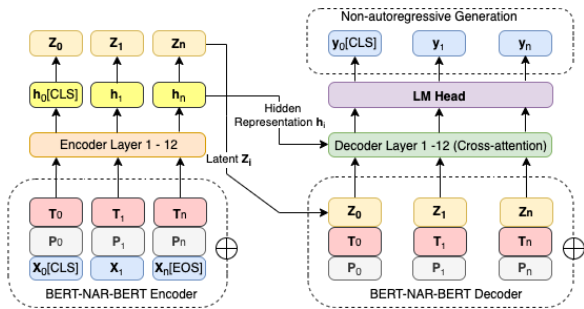 Non-autoregressive Generation
Z0 Z1 Zn
y0[CLS] y1 yn
h0[CLS] h1 hn
LM Head
Hidden
Representation hi
Encoder Layer 1 - 12
Decoder Layer 1 -12 (Cross-attention)
Latent Zi
T0 T1 Tn
Z0 Z1 Zn
P0 P1 Pn
T0 T1 Tn
X0[CLS] X1 Xn[EOS]
P0 P1 Pn
BERT-NAR-BERT Encoder
BERT-NAR-BERT Decoder